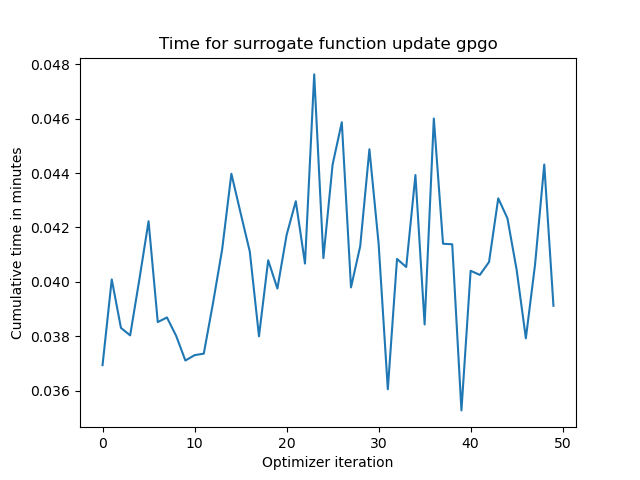 Time for surrogate function update gpgo
Cumulative time in minutes
0.048
0.046
0.044
0.042
0.040
0.038
0.036
0 10 20 30 40 50
Optimizer iteration